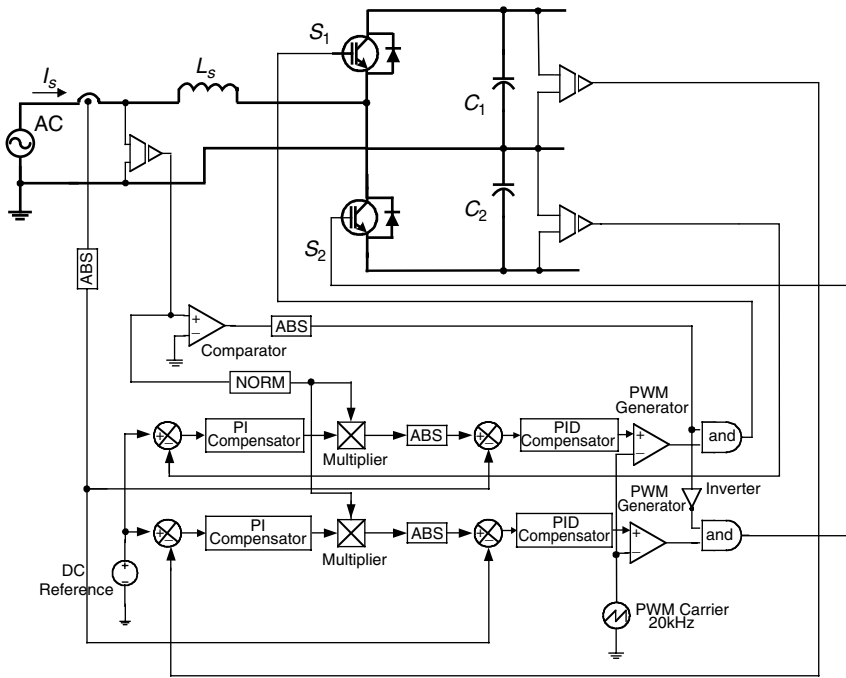 S1
Is
Ls
AC
C1
C2
S2
ABS
+
−
ABS
Comparator
NORM
PWM
Generator
+
−
PI
Compensator
Multiplier
ABS
+
−
PID
Compensator
+
−
and
PWM
Generator
Inverter
+
−
PI
Compensator
Multiplier
ABS
+
−
PID
Compensator
+
−
and
DC
Reference
+
−
PWM Carrier
20kHz